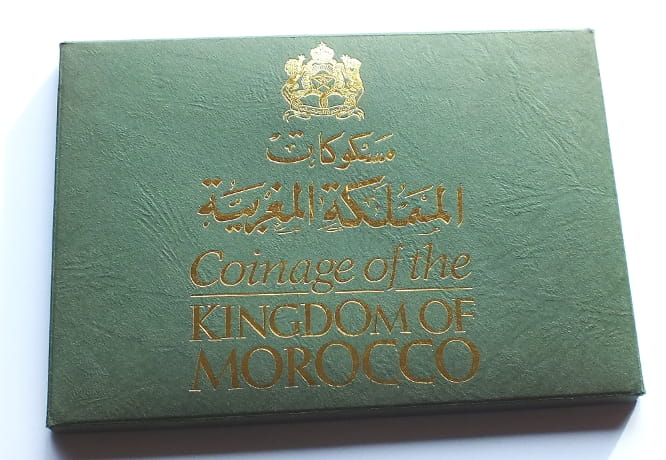 مسكوكات
المملكة المغربية
Coinage of the
KINGDOM OF
MOROCCO